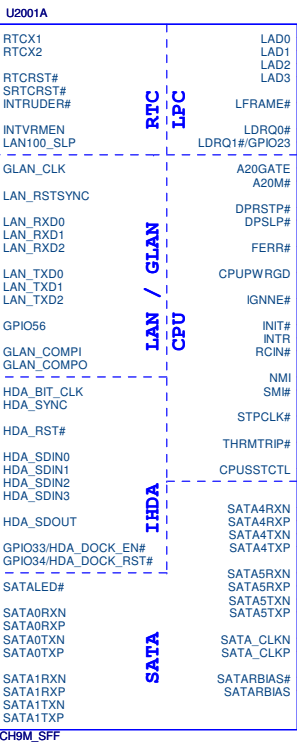 U2001A
RTCX1
RTCX2
RTCRST#
SRTCRST#
INTRUDER#
INTVRMEN
LAN100_SLP
RTC
LPC
LAD0
LAD1
LAD2
LAD3
LFRAME#
LDRQ0#
LDRQ1#/GPIO23
GLAN_CLK
LAN_RSTSYNC
LAN_RXD0
LAN_RXD1
LAN_RXD2
LAN_TXD0
LAN_TXD1
LAN_TXD2
GPIO56
GLAN_COMPI
GLAN_COMPO
LAN / GLAN
CPU
A20GATE
A20M#
DPRSTP#
DPSLP#
FERR#
CPUPWRGD
IGNNE#
INIT#
INTR
RCIN#
NMI
SMI#
STPCLK#
THRMTRIP#
CPUSSTCTL
HDA_BIT_CLK
HDA_SYNC
HDA_RST#
HDA_SDIN0
HDA_SDIN1
HDA_SDIN2
HDA_SDIN3
HDA_SDOUT
GPIO33/HDA_DOCK_EN#
GPIO34/HDA_DOCK_RST#
IHDA
SATALED#
SATA0RXN
SATA0RXP
SATA0TXN
SATA0TXP
SATA1RXN
SATA1RXP
SATA1TXN
SATA1TXP
SATA
SATA4RXN
SATA4RXP
SATA4TXN
SATA4TXP
SATA5RXN
SATA5RXP
SATA5TXN
SATA5TXP
SATA_CLKN
SATA_CLKP
SATARBIAS#
SATARBIAS
CH9M_SFF